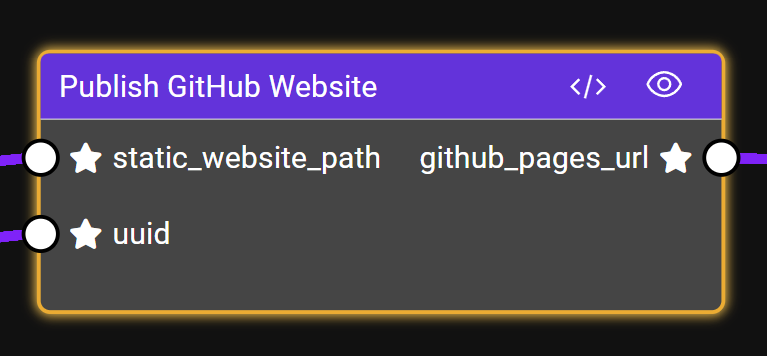 Publish GitHub Website </>
static_website_path github_pages_url
uuid